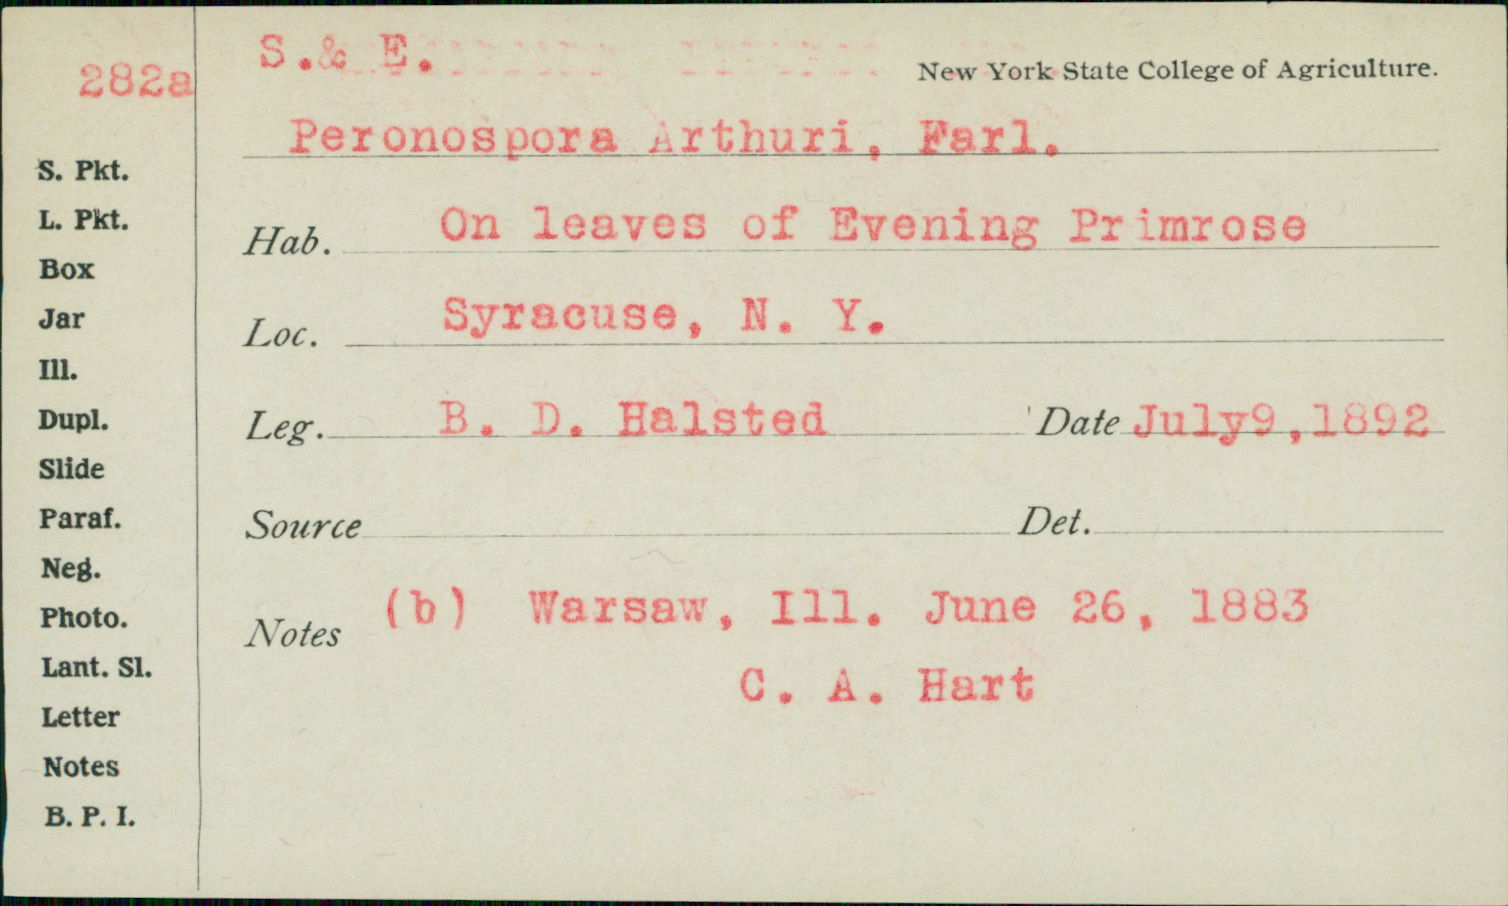 282a
S.& E.
New York State College of Agriculture.
Peronospora Arthuri, Farl.
Hab. On leaves of Evening Primrose
Loc. Syracuse, N. Y.
Leg. B. D. Halsted Date July9,1892
Source Det.
Notes (b) Warsaw, Ill. June 26, 1883
C. A. Hart
S. Pkt.
L. Pkt.
Box
Jar
Ill.
Dupl.
Slide
Paraf.
Neg.
Photo.
Lant. Sl.
Letter
Notes
B. P. I.